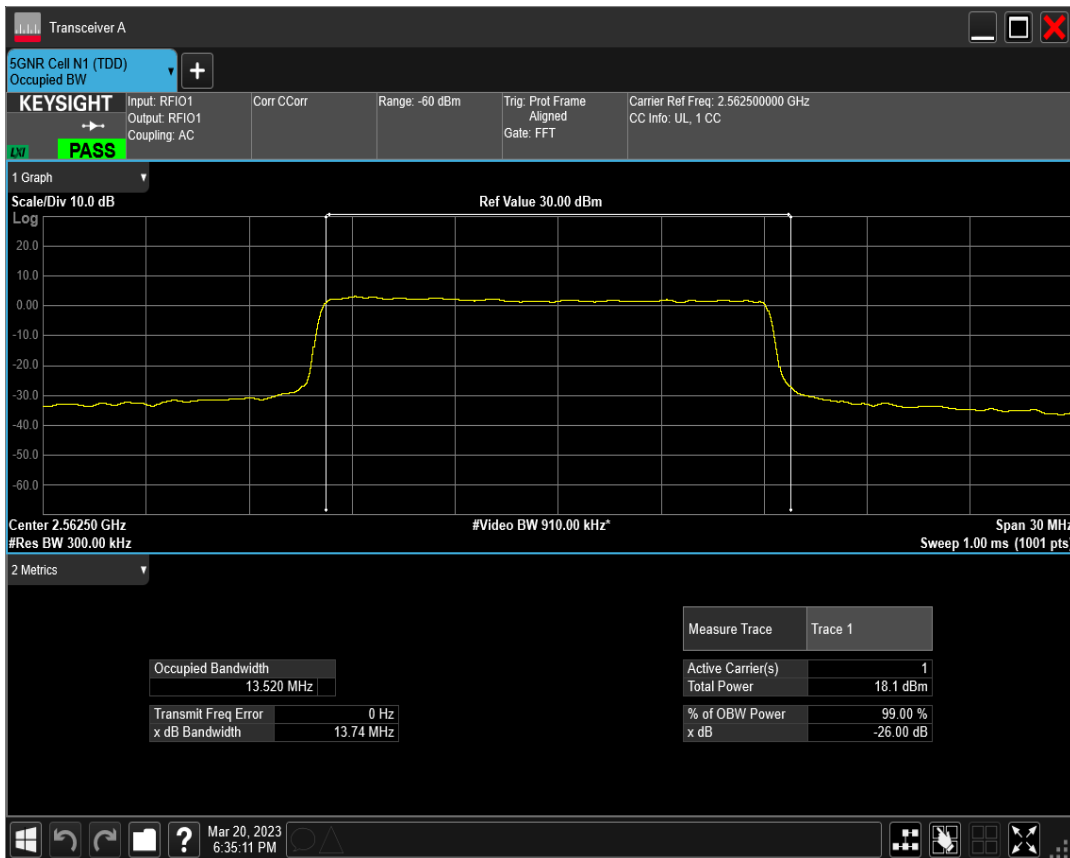 Transceiver A
5GNR Cell N1 (TDD)
Occupied BW
+
KEYSIGHT
LXI
PASS
Input: RFIO1
Output: RFIO1
Coupling: AC
Corr CCorr
Range: -60 dBm
Trig: Prot Frame
Aligned
Gate: FFT
Carrier Ref Freq: 2.562500000 GHz
CC Info: UL, 1 CC
1 Graph
Scale/Div 10.0 dB
Ref Value 30.00 dBm
Log
20.0
10.0
0.00
-10.0
-20.0
-30.0
-40.0
-50.0
-60.0
Center 2.56250 GHz
#Video BW 910.00 kHz*
Span 30 MHz
#Res BW 300.00 kHz
Sweep 1.00 ms (1001 pts)
2 Metrics
Measure Trace Trace 1
Occupied Bandwidth
13.520 MHz
Active Carrier(s) 1
Total Power 18.1 dBm
Transmit Freq Error 0 Hz
x dB Bandwidth 13.74 MHz
% of OBW Power 99.00 %
x dB -26.00 dB
?
Mar 20, 2023
6:35:11 PM